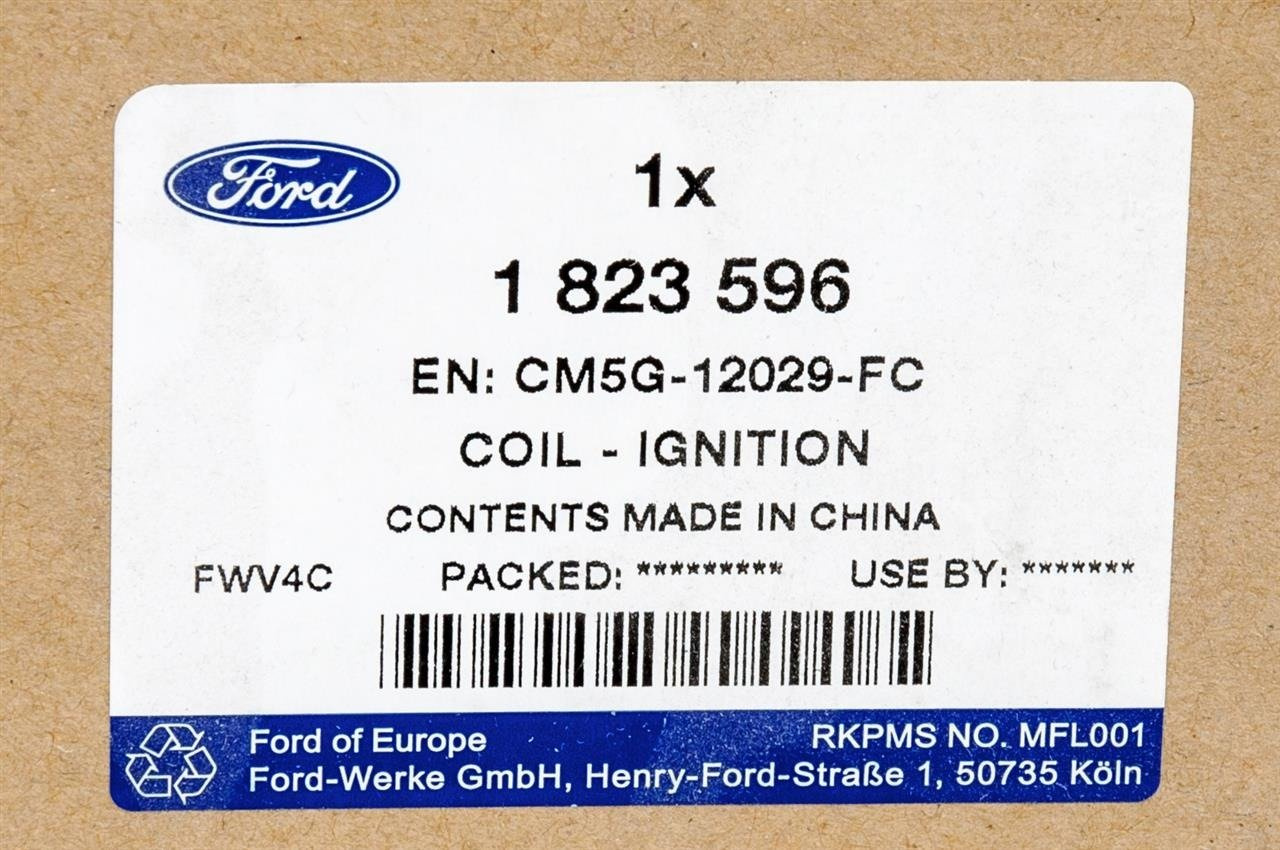 Ford
1x
1 823 596
EN: CM5G-12029-FC
COIL - IGNITION
CONTENTS MADE IN CHINA
FWV4C PACKED: ********* USE BY: *******
Ford of Europe RKPMS NO. MFL001
Ford-Werke GmbH, Henry-Ford-Straße 1, 50735 Köln